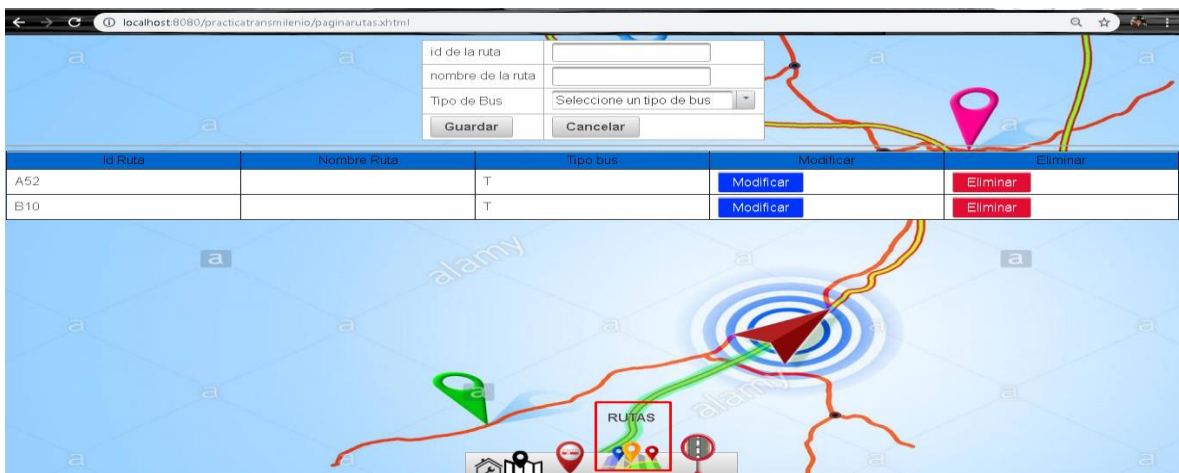 localhost:8080/practicatransmilenio/paginarutas.xhtml
id de la ruta
nombre de la ruta
Tipo de Bus Seleccione un tipo de bus
Guardar Cancelar
Id Ruta Nombre Ruta Tipo bus Modificar Eliminar
A52 T Modificar Eliminar
B10 T Modificar Eliminar
alamy
alamy
RUTAS